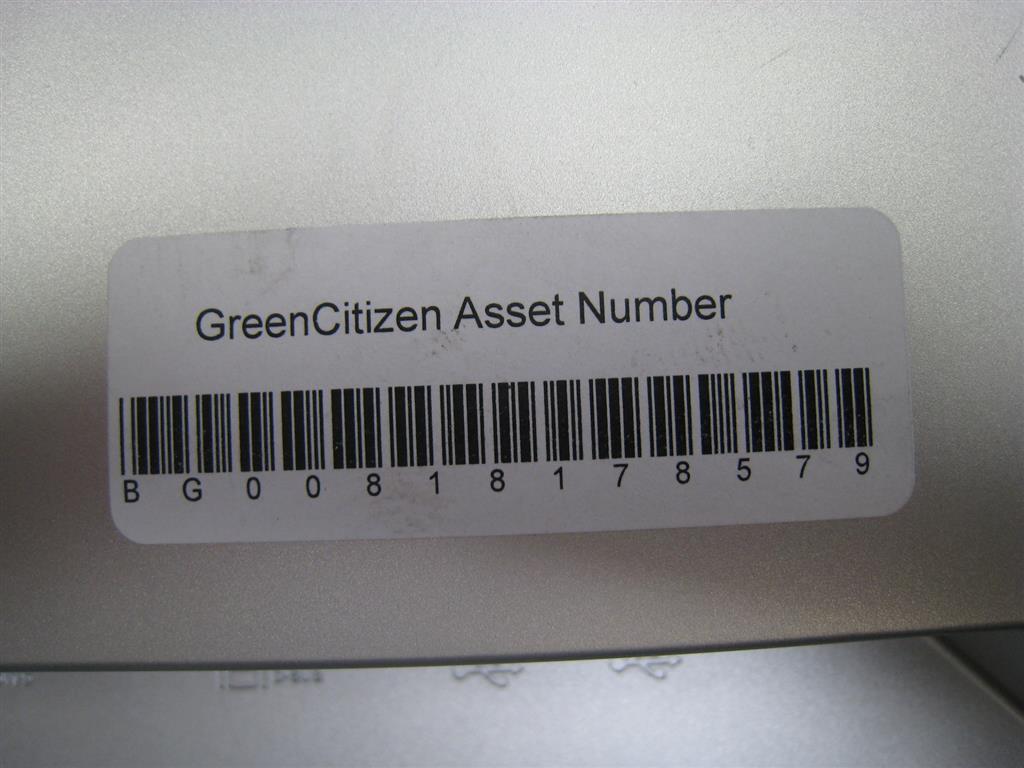 GreenCitizen Asset Number
B G 0 0 8 1 8 1 7 8 5 7 9